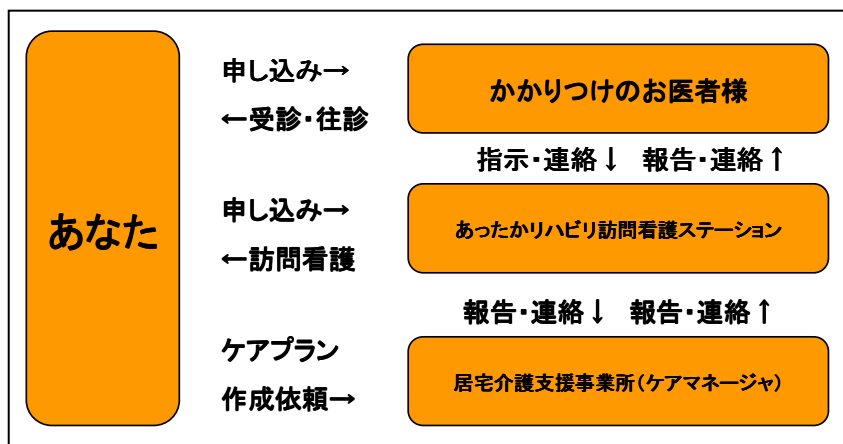 あなた
申し込み→
←受診・往診
かかりつけのお医者様
指示・連絡↓ 報告・連絡↑
申し込み→
←訪問看護
あったかリハビリ訪問看護ステーション
報告・連絡↓ 報告・連絡↑
ケアプラン
作成依頼→
居宅介護支援事業所(ケアマネージャ)